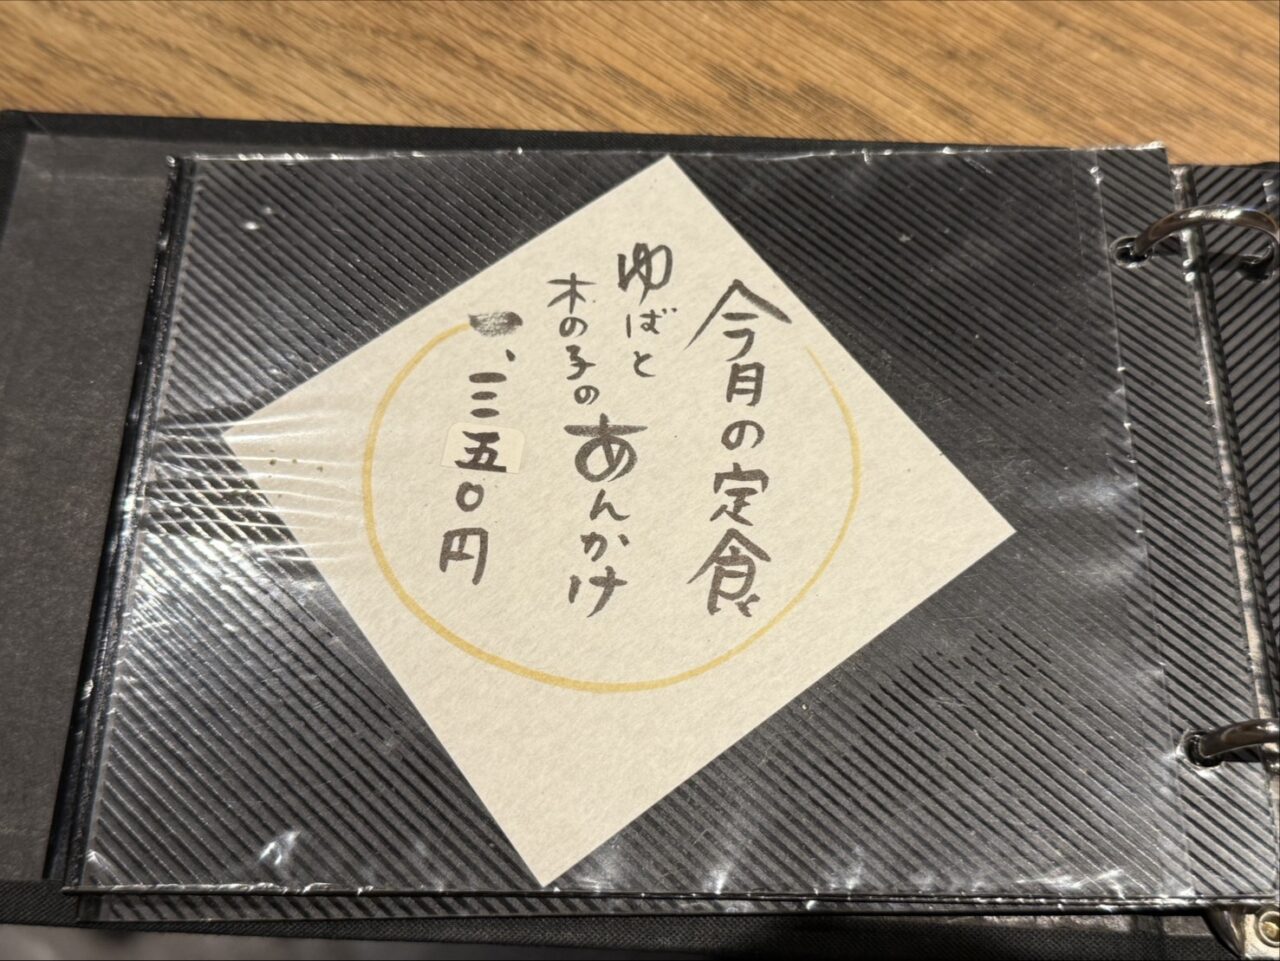 今月の定食
ゆばと
木の子のあんかけ
一、三五〇円